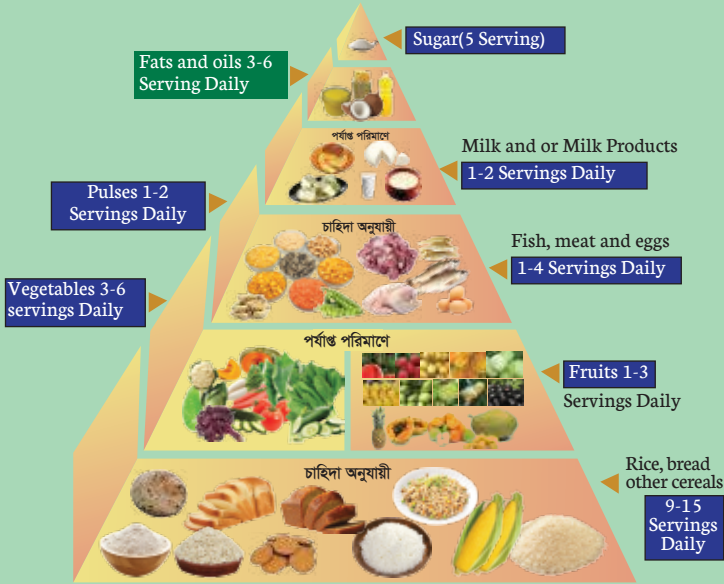 Sugar(5 Serving)
Fats and oils 3-6
Serving Daily
পর্যাপ্ত পরিমাণে
Milk and or Milk Products
1-2 Servings Daily
Pulses 1-2
Servings Daily
চাহিদা অনুযায়ী
Fish, meat and eggs
1-4 Servings Daily
Vegetables 3-6
servings Daily
পর্যাপ্ত পরিমাণে
Fruits 1-3
Servings Daily
চাহিদা অনুযায়ী
Rice, bread
other cereals
9-15
Servings
Daily